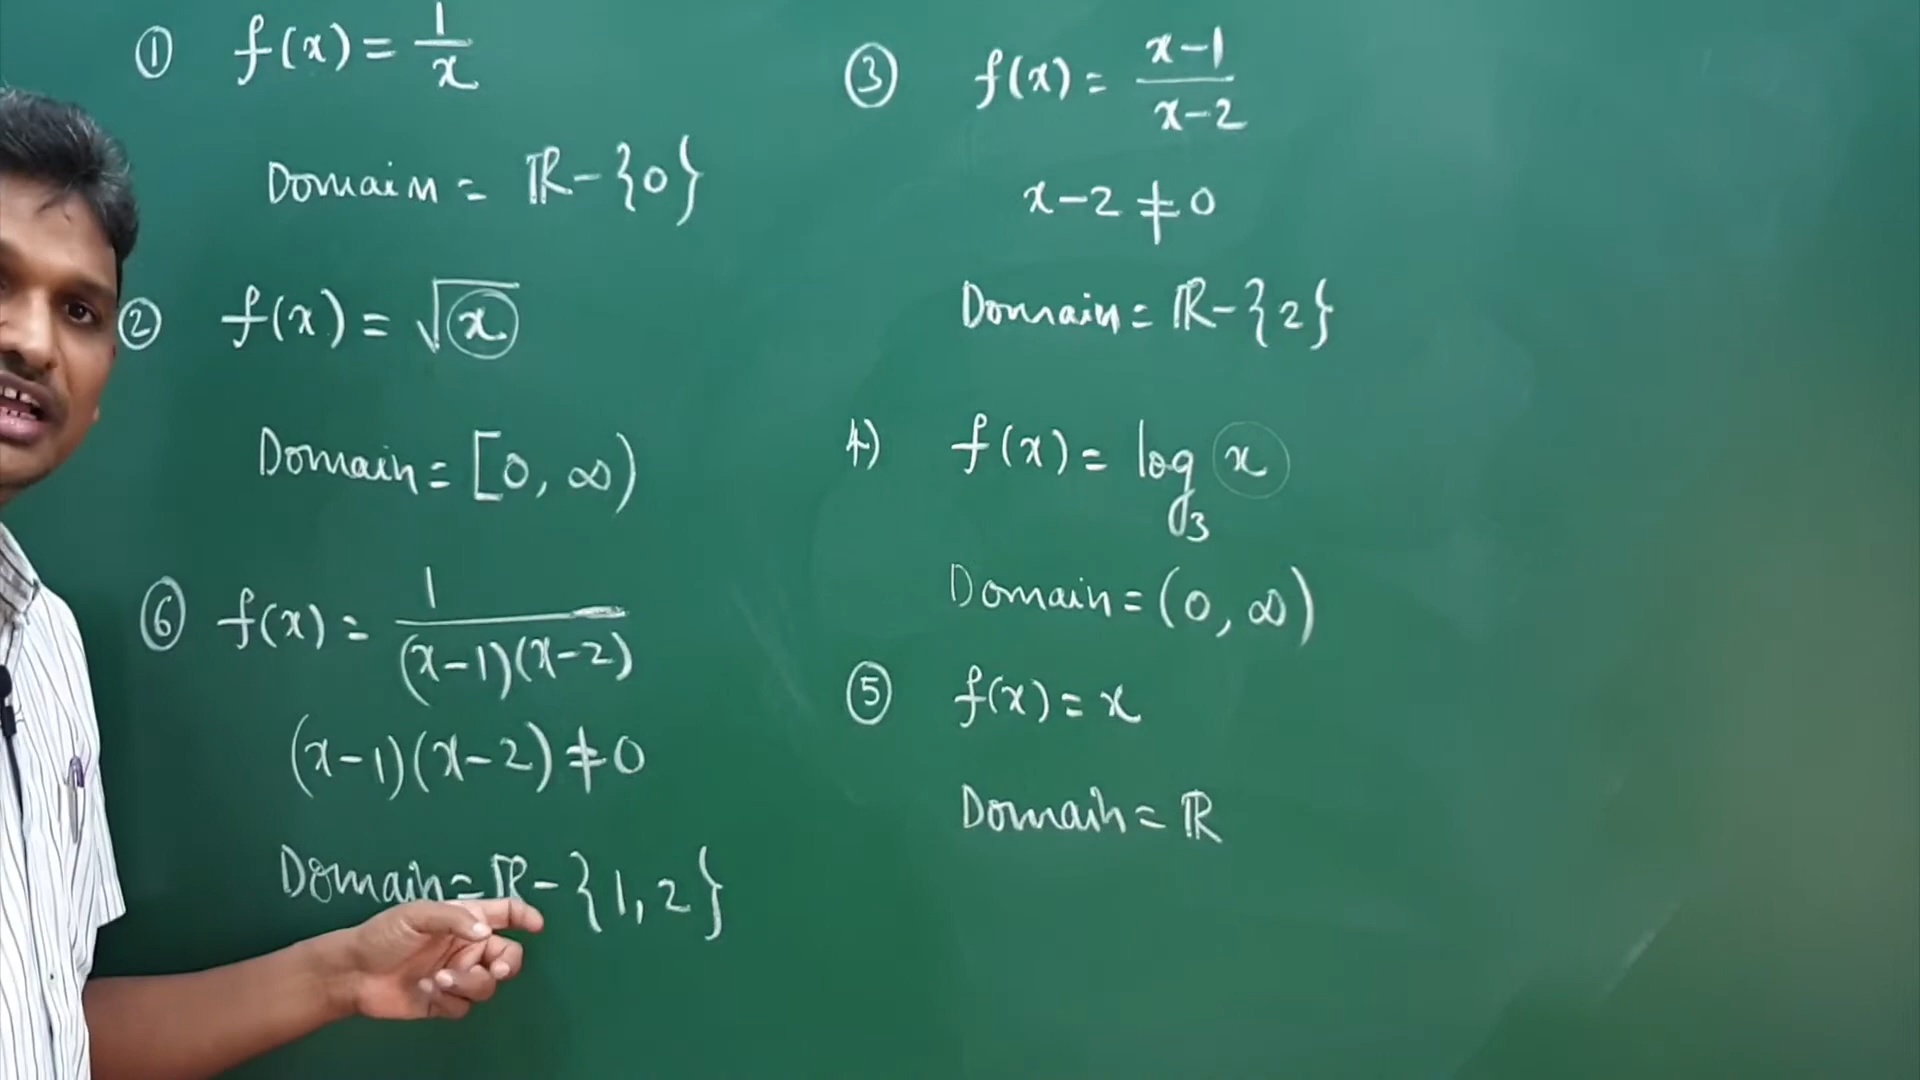 ① f(x) = 1/x
Domain = ℝ-{0}
② f(x) = √x
Domain = [0, ∞)
⑥ f(x) = 1/((x-1)(x-2))
(x-1)(x-2) ≠ 0
Domain = ℝ-{1,2}
③ f(x) = (x-1)/(x-2)
x-2 ≠ 0
Domain = ℝ-{2}
4) f(x) = log₃ x
Domain = (0, ∞)
⑤ f(x) = x
Domain = ℝ